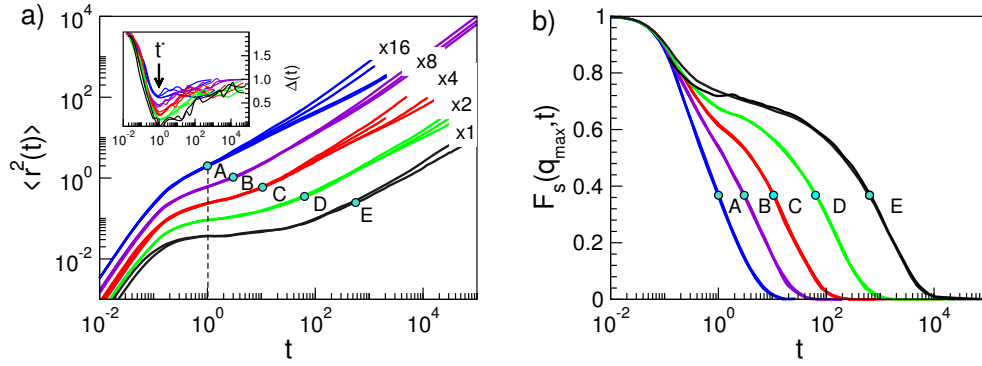 a)
10^4
10^2
10^0
10^-2
⟨r^2(t)⟩
10^-2
10^0
10^2
10^4
t
t*
1.5
1.0
0.5
Δ(t)
10^-2
10^0
10^2
10^4
x16
x8
x4
x2
x1
A
B
C
D
E
b)
1
0.8
0.6
0.4
0.2
0
F_s(q_max,t)
A
B
C
D
E
10^-2
10^0
10^2
10^4
t